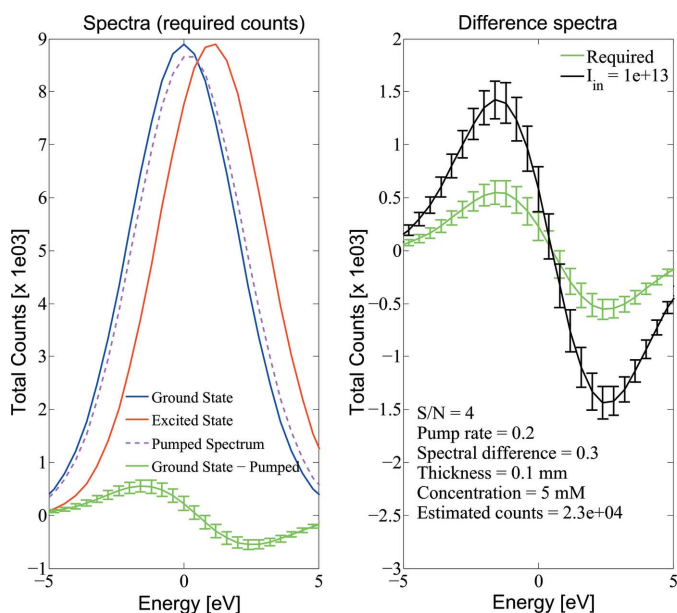 Spectra (required counts)
Total Counts [x 1e03]
9
8
7
6
5
4
3
2
1
0
−1
Ground State
Excited State
Pumped Spectrum
Ground State − Pumped
−5
0
5
Energy [eV]
Difference spectra
Total Counts [x 1e03]
2
1.5
1
0.5
0
−0.5
−1
−1.5
−2
−2.5
−3
Required
I_in = 1e+13
S/N = 4
Pump rate = 0.2
Spectral difference = 0.3
Thickness = 0.1 mm
Concentration = 5 mM
Estimated counts = 2.3e+04
−5
0
5
Energy [eV]